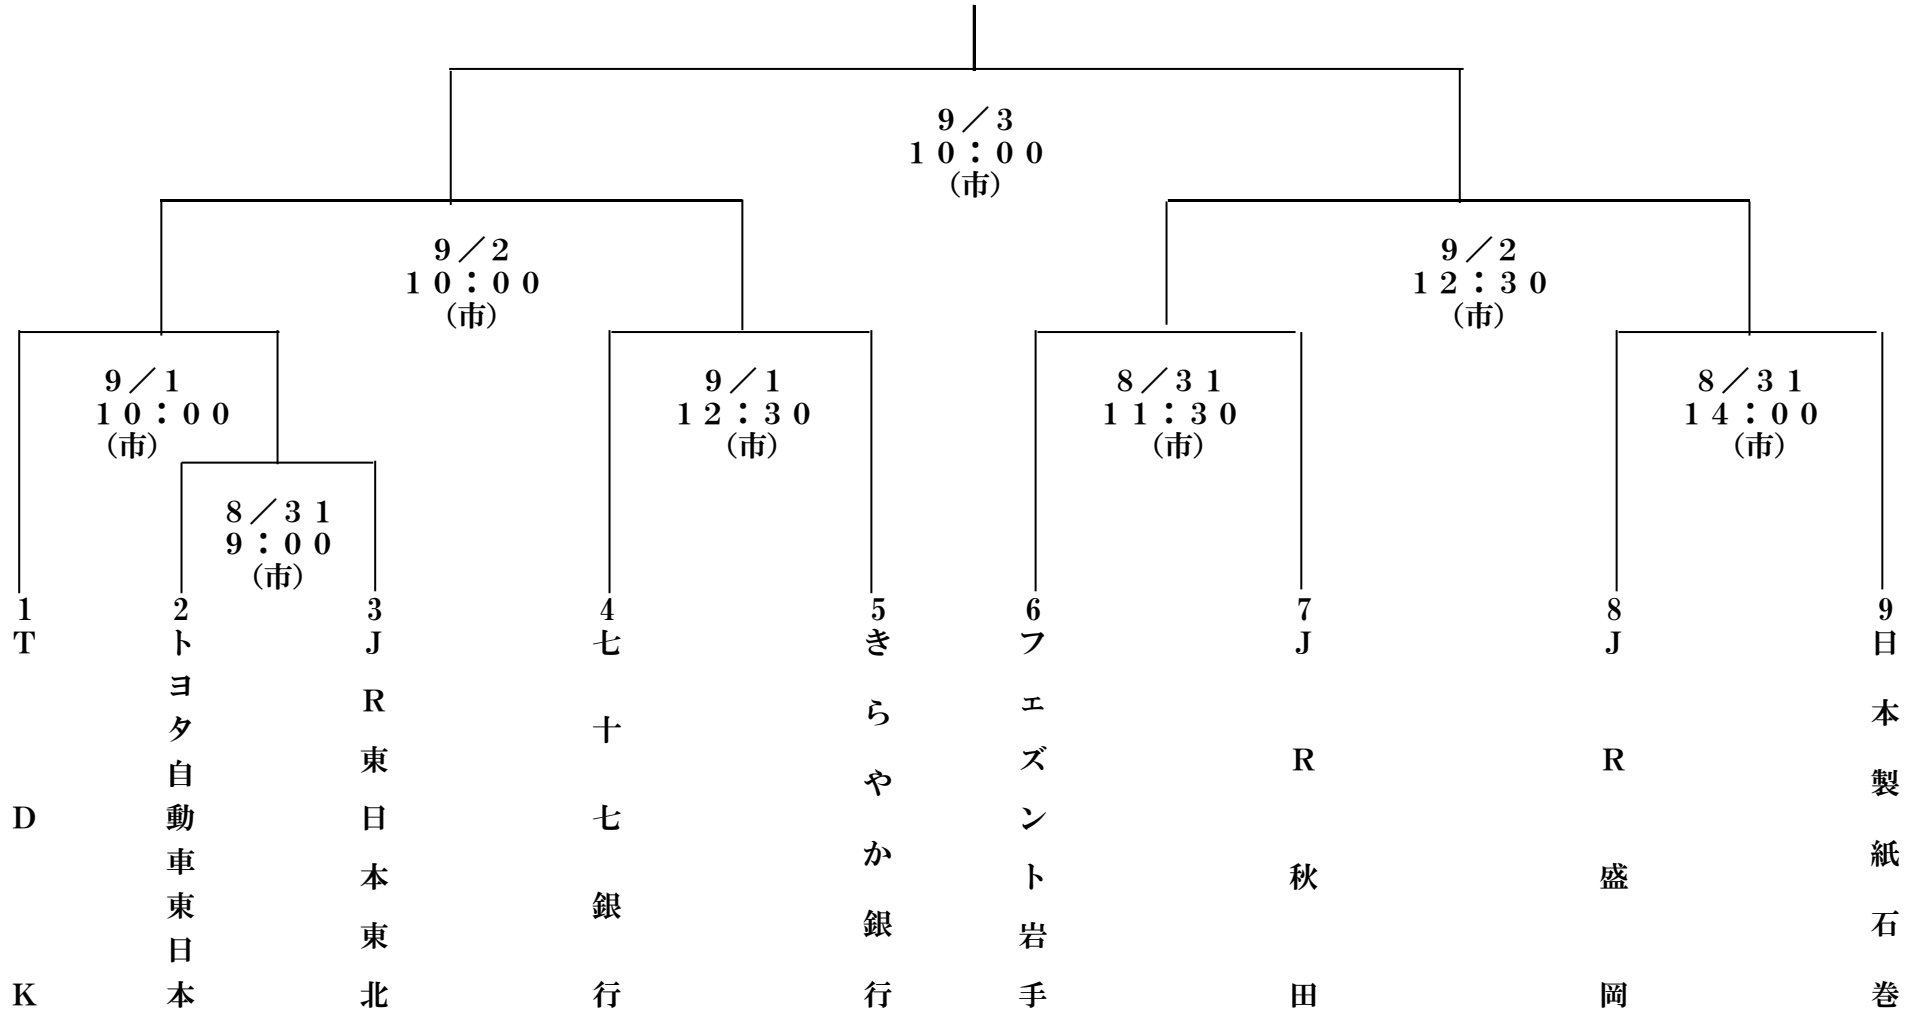 ９／３
１０：００
（市）
９／２
１０：００
（市）
９／２
１２：３０
（市）
９／１
１０：００
（市）
９／１
１２：３０
（市）
８／３１
１１：３０
（市）
８／３１
１４：００
（市）
８／３１
９：００
（市）
1
TDK
2
トヨタ自動車東日本
3
JR東日本東北
4
七十七銀行
5
きらやか銀行
6
フェズント岩手
7
JR秋田
8
JR盛岡
9
日本製紙石巻